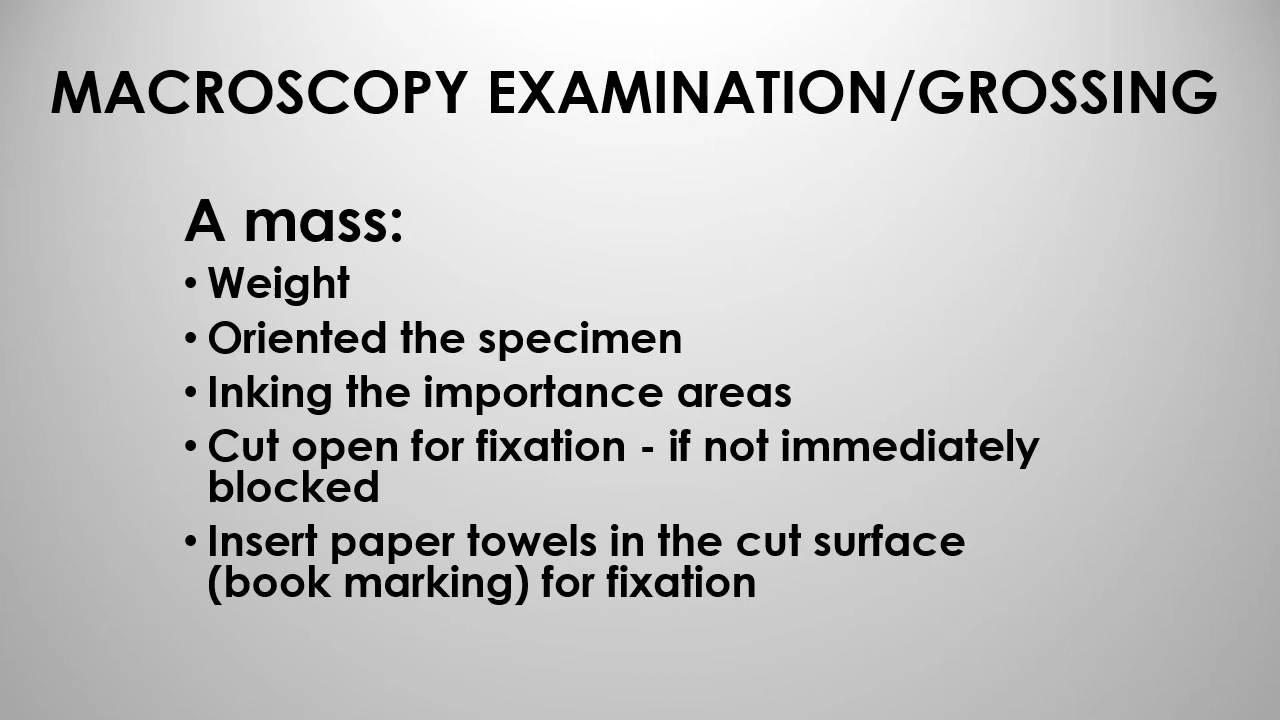 MACROSCOPY EXAMINATION/GROSSING
A mass:
• Weight
• Oriented the specimen
• Inking the importance areas
• Cut open for fixation - if not immediately
blocked
• Insert paper towels in the cut surface
(book marking) for fixation